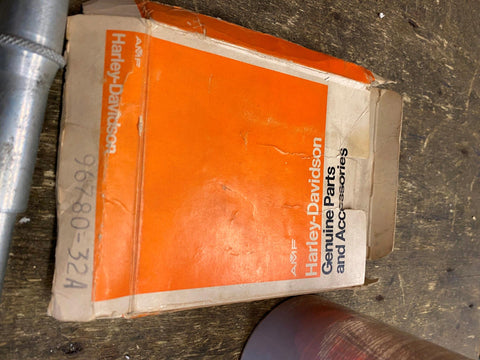 AMF
Harley-Davidson
96780-32A
AMF
Harley-Davidson
Genuine Parts
and Accessories